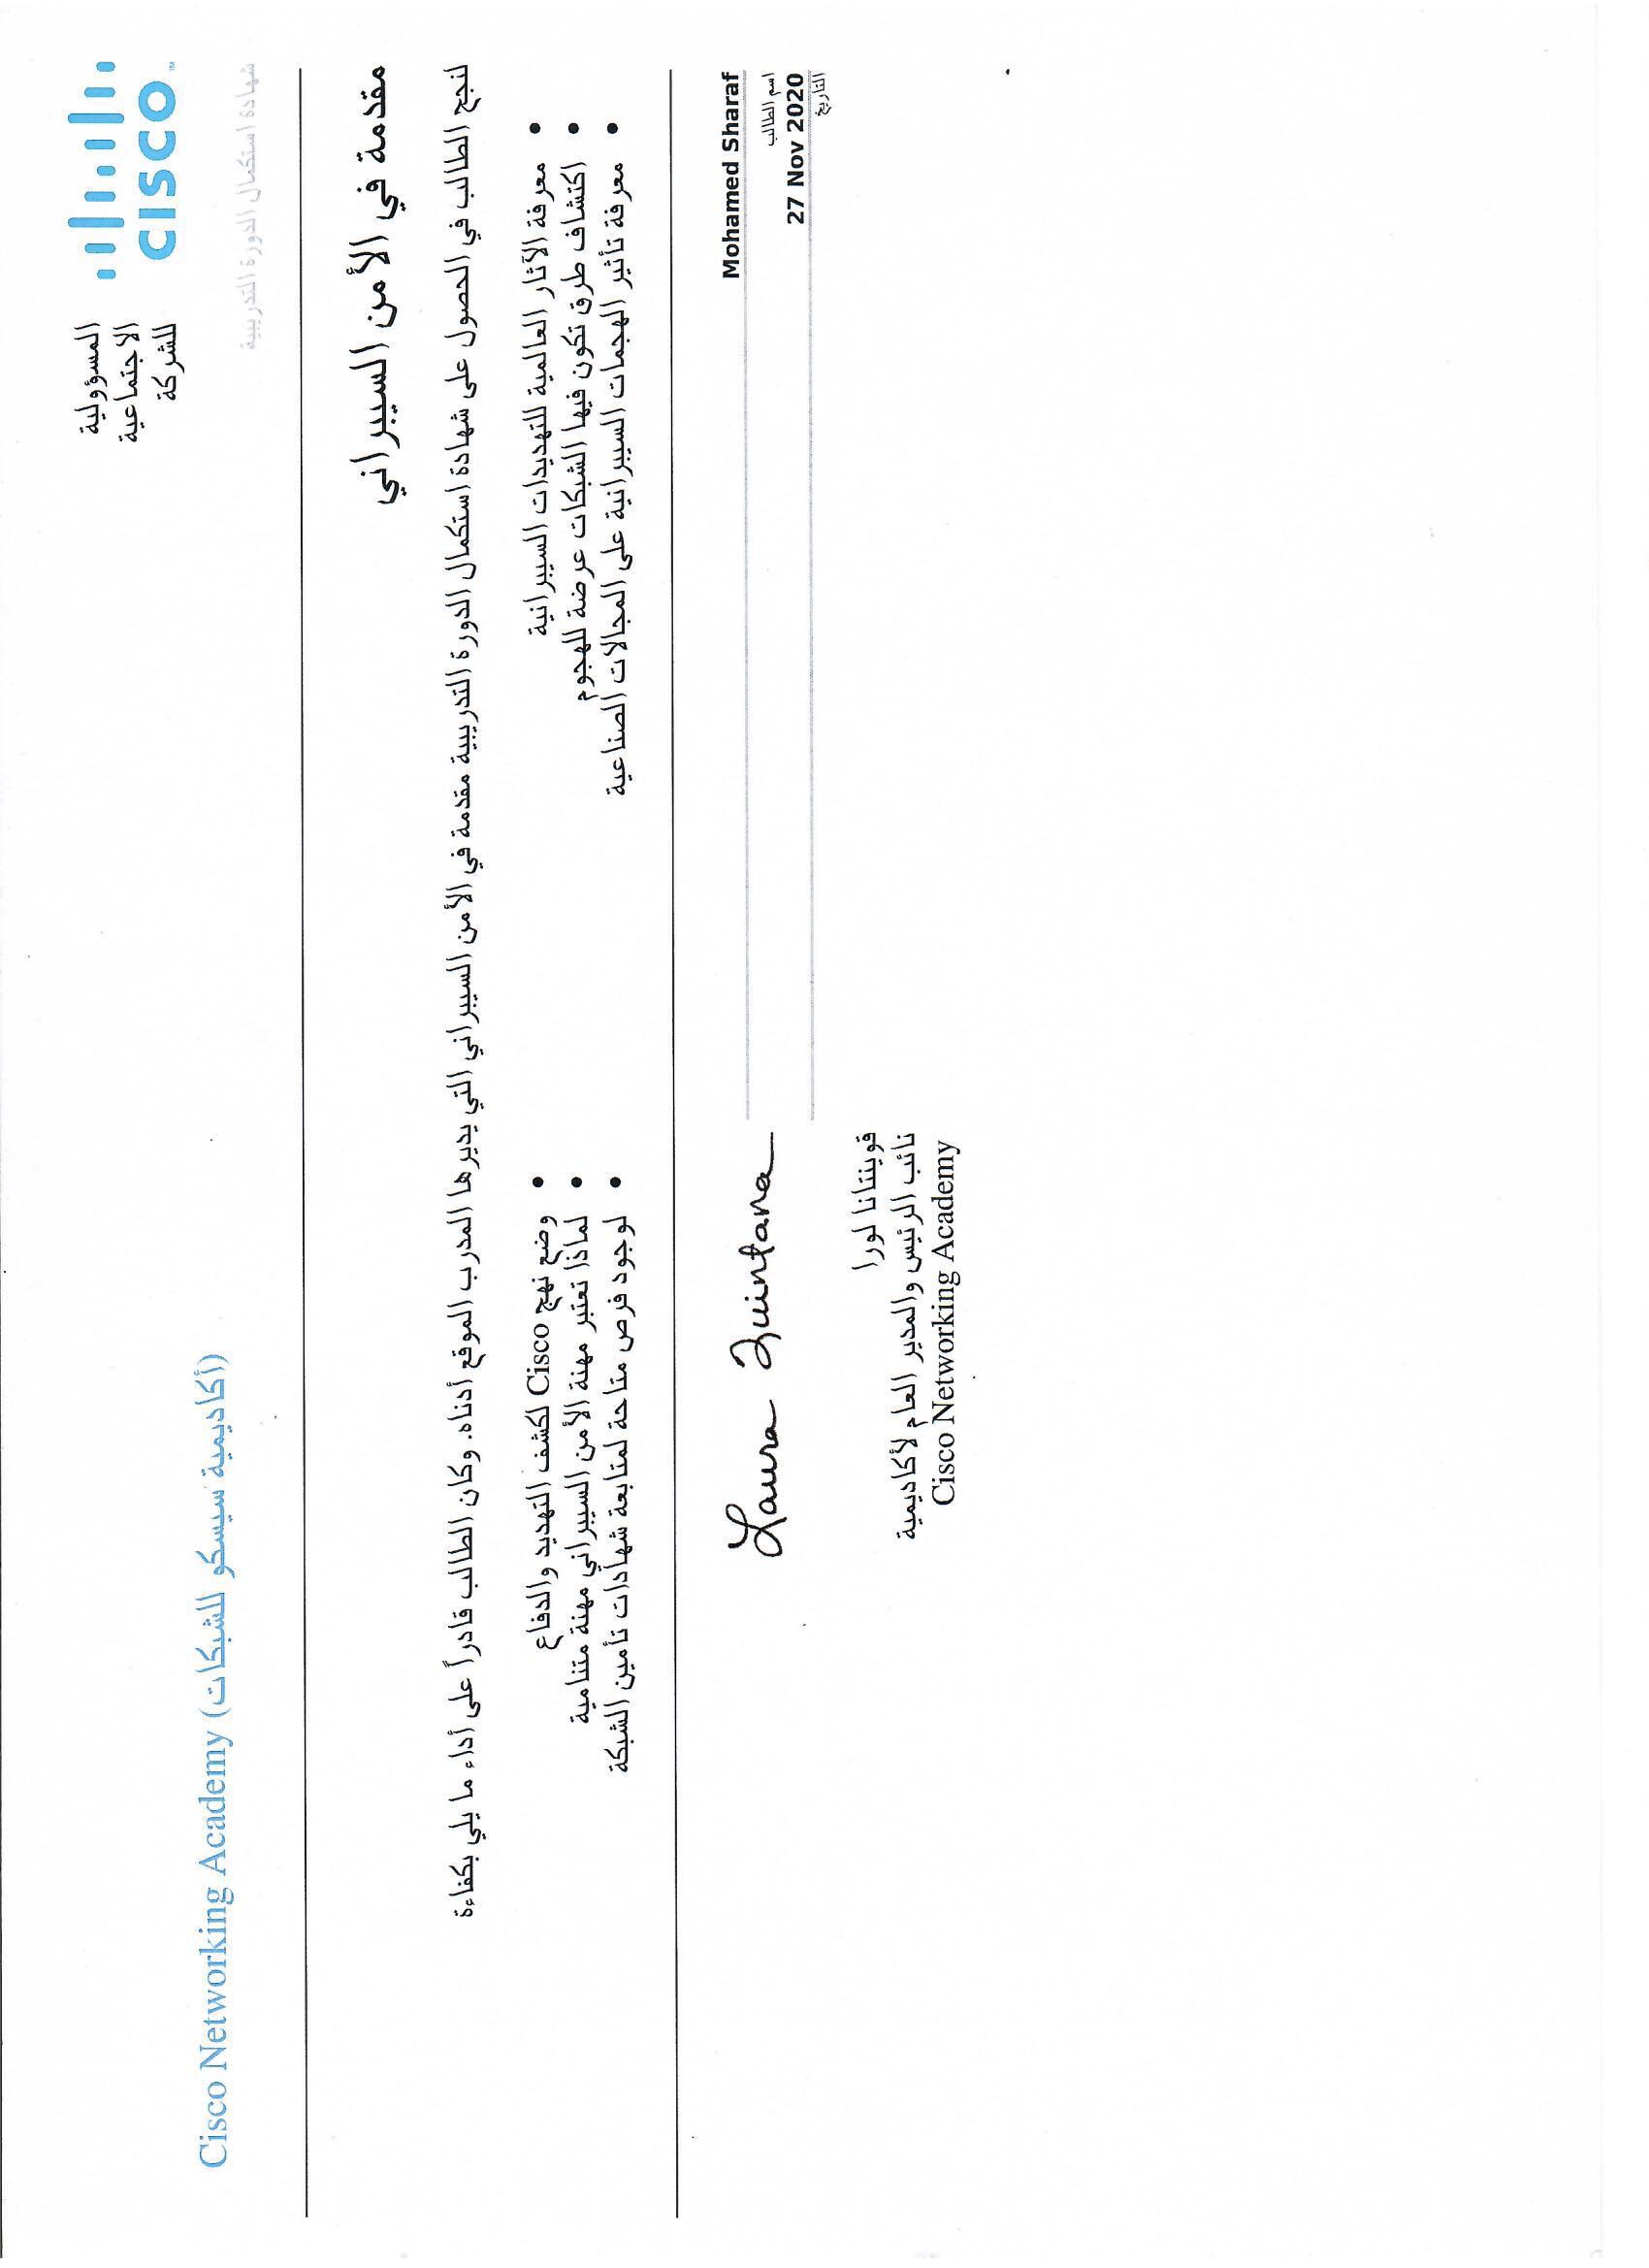 المسؤولية
الاجتماعية
للشركة
CISCO
Cisco Networking Academy (أكاديمية سيسكو للشبكات)
شهادة استكمال الدورة التدريبية
مقدمة في الأمن السيبراني
لنجح الطالب في الحصول على شهادة استكمال الدورة التدريبية مقدمة في الأمن السيبراني التي يديرها المدرب الموقع أدناه. وكان الطالب قادراً على أداء ما يلي بكفاءة
• معرفة الآثار العالمية للتهديدات السيبرانية
• اكتشاف طرق تكون فيها الشبكات عرضة للهجوم
• معرفة تأثير الهجمات السيبرانية على المجالات الصناعية
• وضع نهج Cisco لكشف التهديد والدفاع
• لماذا تعتبر مهنة الأمن السيبراني مهنة متنامية
• لوجود فرص متاحة لمتابعة شهادات تأمين الشبكة
Mohamed Sharaf
اسم الطالب
27 Nov 2020
التاريخ
Laura Quintana
قوينتانا لورا
نائب الرئيس والمدير العام لأكاديمية
Cisco Networking Academy